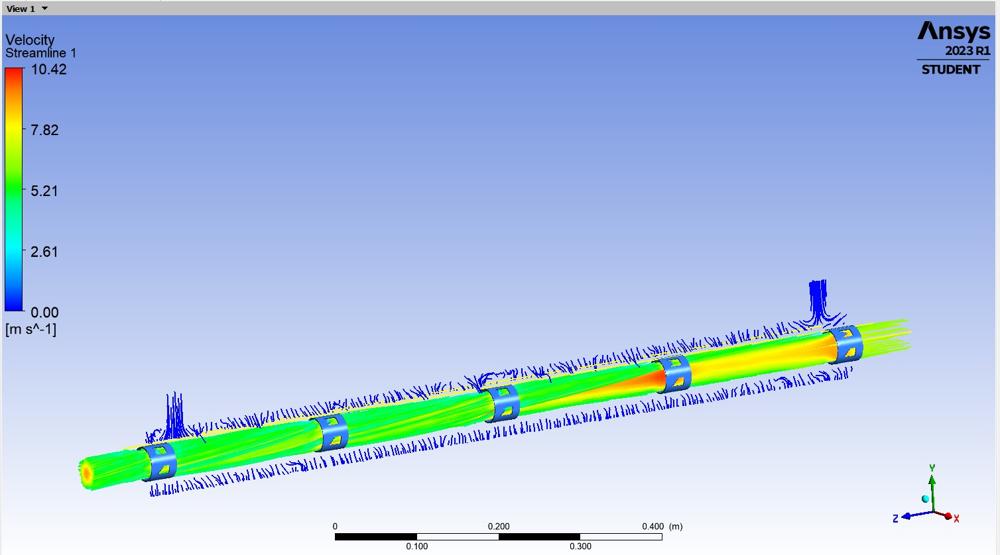 View 1
Velocity
Streamline 1
10.42
7.82
5.21
2.61
0.00
[m s^-1]
Ansys
2023 R1
STUDENT
0 0.200 0.400 (m)
0.100 0.300
Y
Z X